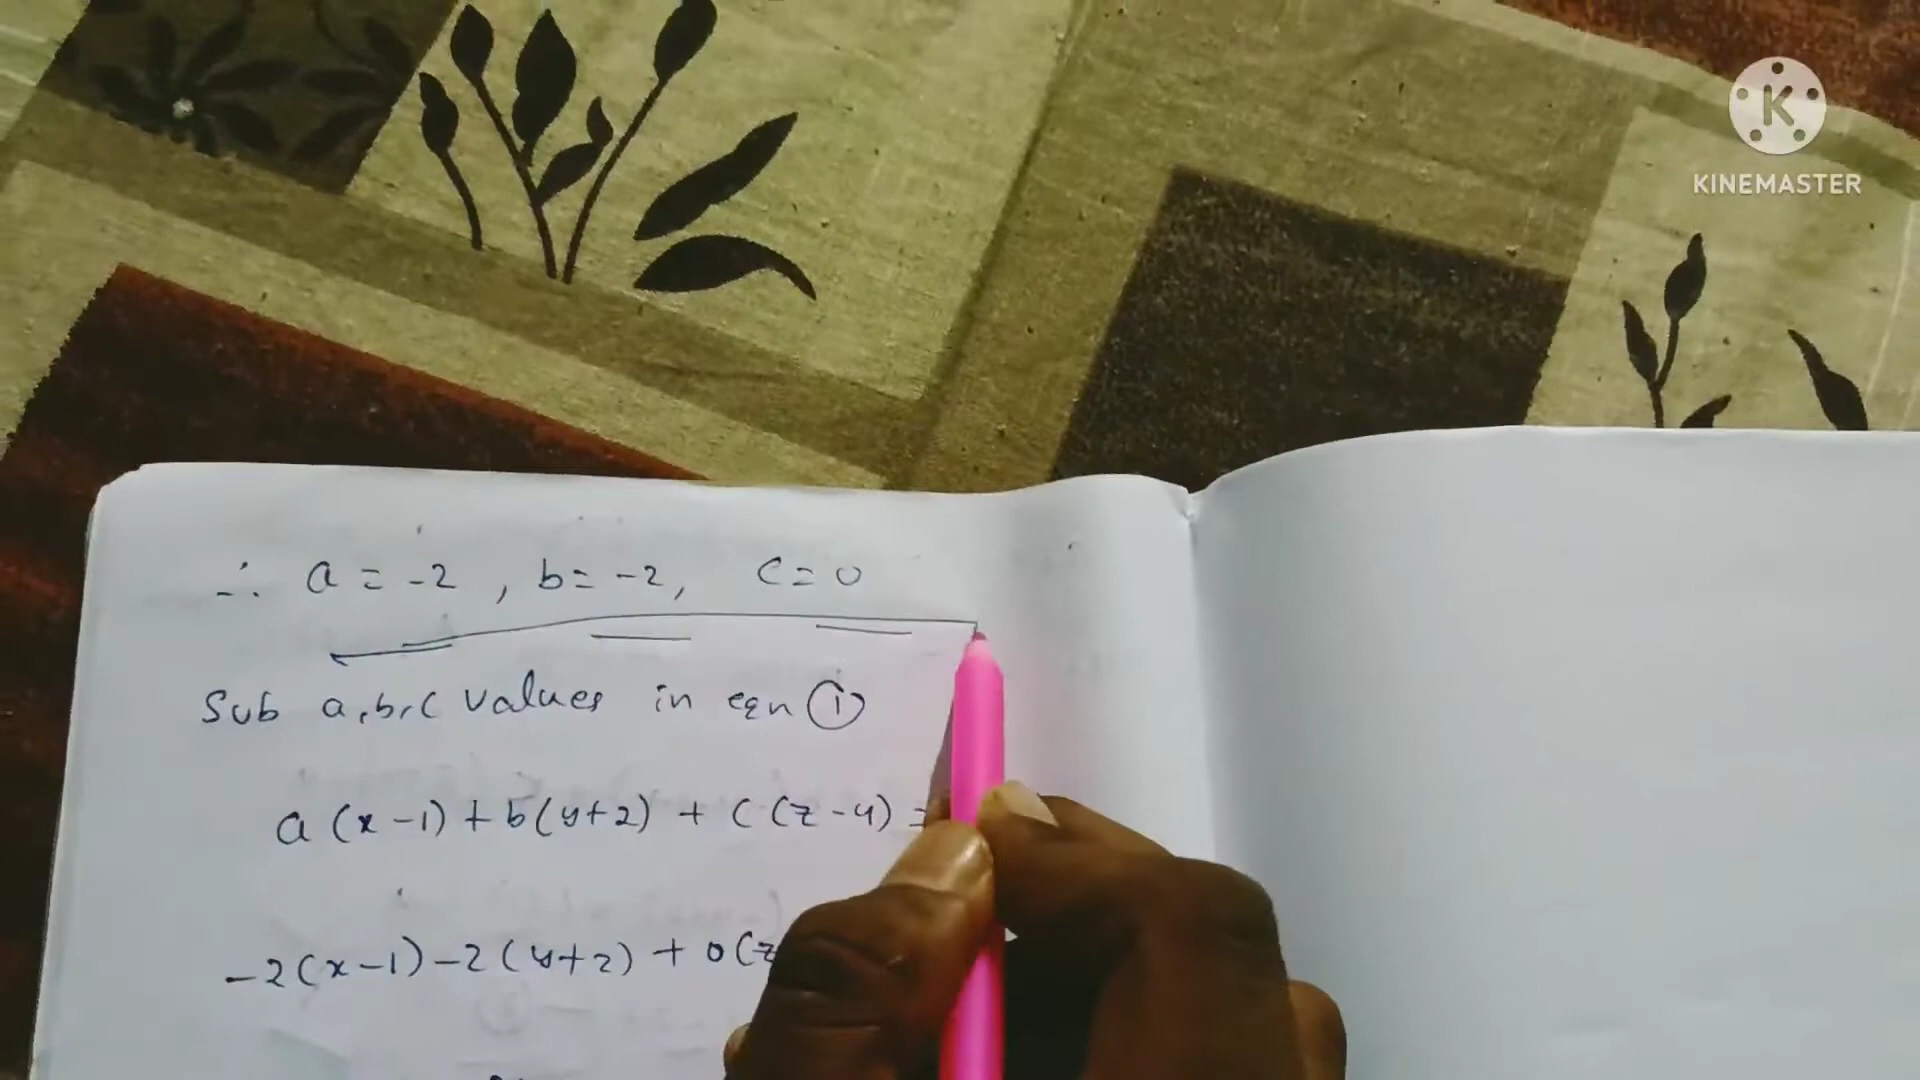 K
KINEMASTER
∴ a = -2, b = -2, c = 0
Sub a,b,c values in eqn ①
a(x-1)+b(y+2) + c(z-4) =
-2(x-1)-2(y+2) + 0(z